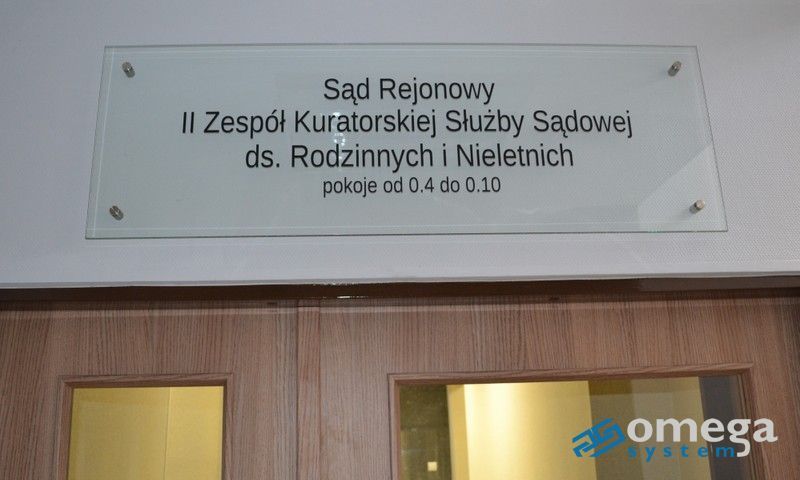 Sąd Rejonowy
II Zespół Kuratorskiej Służby Sądowej
ds. Rodzinnych i Nieletnich
pokoje od 0.4 do 0.10
omega
system